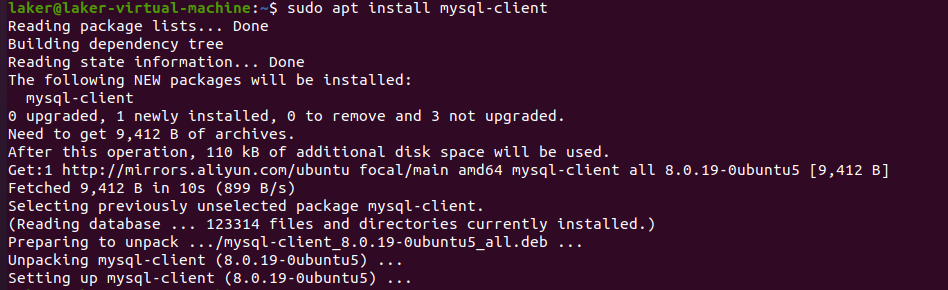 laker@laker-virtual-machine:~$ sudo apt install mysql-client
Reading package lists... Done
Building dependency tree
Reading state information... Done
The following NEW packages will be installed:
  mysql-client
0 upgraded, 1 newly installed, 0 to remove and 3 not upgraded.
Need to get 9,412 B of archives.
After this operation, 110 kB of additional disk space will be used.
Get:1 http://mirrors.aliyun.com/ubuntu focal/main amd64 mysql-client all 8.0.19-0ubuntu5 [9,412 B]
Fetched 9,412 B in 10s (899 B/s)
Selecting previously unselected package mysql-client.
(Reading database ... 123314 files and directories currently installed.)
Preparing to unpack .../mysql-client_8.0.19-0ubuntu5_all.deb ...
Unpacking mysql-client (8.0.19-0ubuntu5) ...
Setting up mysql-client (8.0.19-0ubuntu5) ...